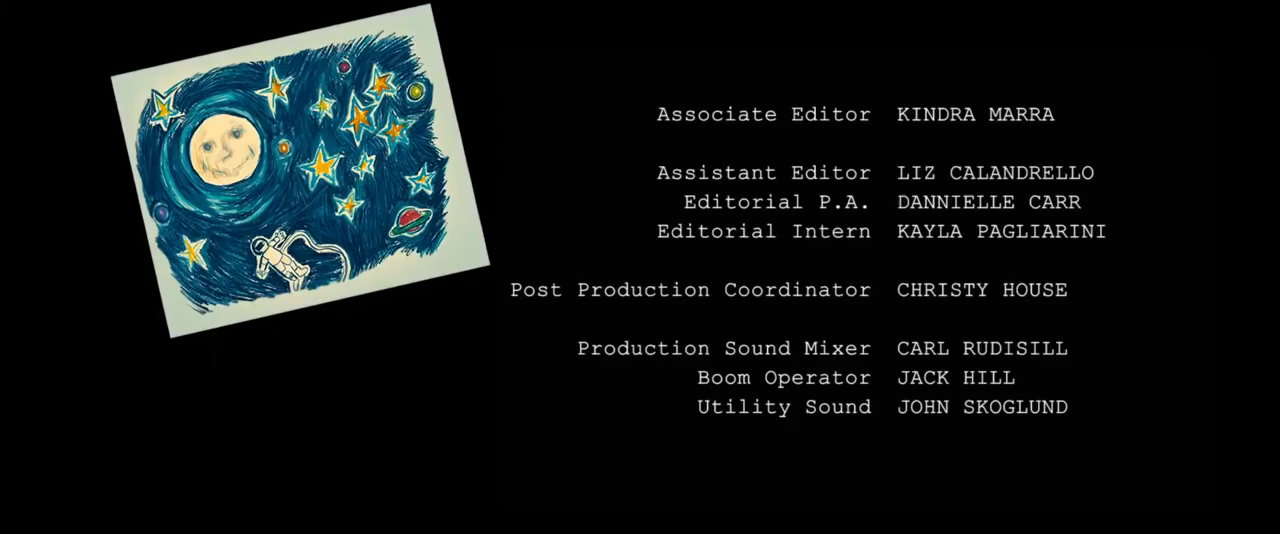 Associate Editor KINDRA MARRA
Assistant Editor LIZ CALANDRELLO
Editorial P.A. DANNIELLE CARR
Editorial Intern KAYLA PAGLIARINI
Post Production Coordinator CHRISTY HOUSE
Production Sound Mixer CARL RUDISILL
Boom Operator JACK HILL
Utility Sound JOHN SKOGLUND